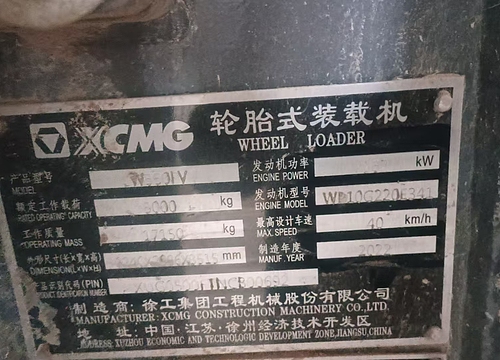 XCMG 轮胎式装载机
WHEEL LOADER
产品型号
MODEL
额定工作载荷 kg
RATED OPERATING CAPACITY
工作质量 kg
OPERATING MASS
外形尺寸(长×宽×高) mm
DIMENSION(L×W×H)
产品识别代码(PIN)
PRODUCT IDENTIFICATION NUMBER
发动机功率 kW
ENGINE POWER
发动机型号 WD10G220E341
ENGINE MODEL
最高设计车速 40 km/h
MAX.SPEED
制造年度
MANUF.YEAR
制造商:徐工集团工程机械股份有限公司
MANUFACTURER:XCMG CONSTRUCTION MACHINERY CO.,LTD.
地址:中国·江苏·徐州经济技术开发区
ADDRESS:XUZHOU ECONOMIC AND TECHNOLOGIC DEVELOPMENT ZONE,JIANGSU,CHINA